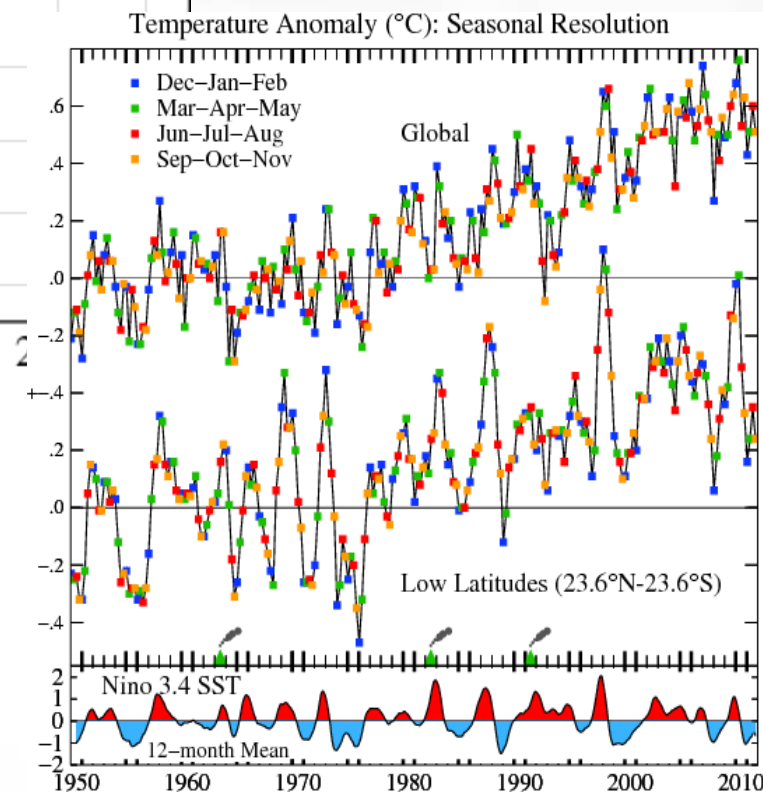 Temperature Anomaly (°C): Seasonal Resolution
Dec−Jan−Feb
Mar−Apr−May
Jun−Jul−Aug
Sep−Oct−Nov
Global
.6
.4
.2
.0
−.2
−.4
.2
.0
−.2
−.4
Low Latitudes (23.6°N-23.6°S)
2
Nino 3.4 SST
12−month Mean
2
1
0
−1
−2
1950 1960 1970 1980 1990 2000 2010